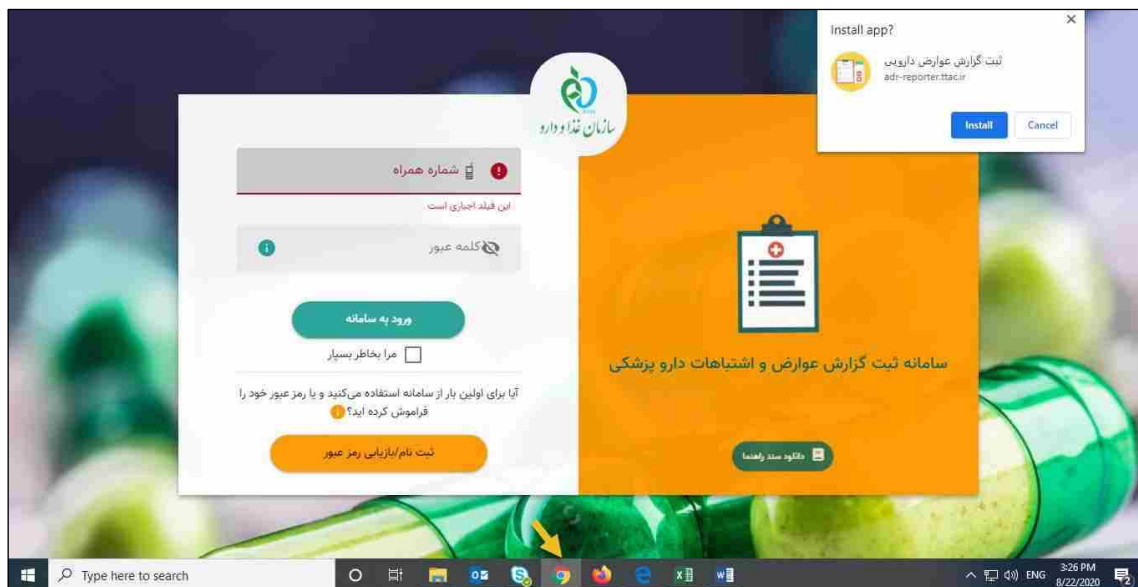 Install app?
ثبت گزارش عوارض دارویی
adr-reporter.ttac.ir
Install
Cancel
سازمان غذا و دارو
شماره همراه
این فیلد اجباری است
کلمه عبور
ورود به سامانه
مرا بخاطر بسپار
آیا برای اولین بار از سامانه استفاده می‌کنید و یا رمز عبور خود را
فراموش کرده اید؟
ثبت نام/بازیابی رمز عبور
سامانه ثبت گزارش عوارض و اشتباهات دارو پزشکی
دانلود سند راهنما
Type here to search
ENG
3:26 PM
8/22/2020